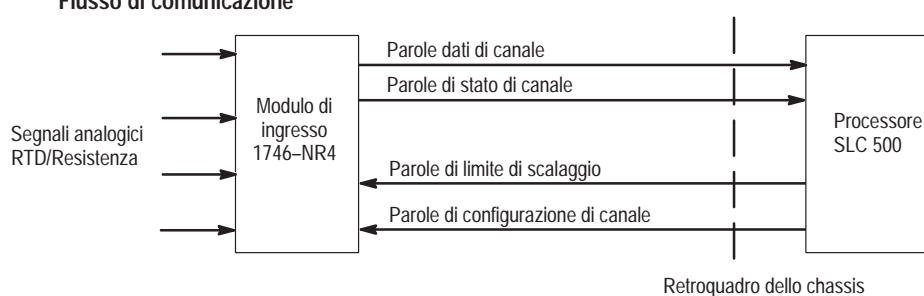 Flusso di comunicazione
Parole dati di canale
Parole di stato di canale
Modulo di
ingresso
1746–NR4
Segnali analogici
RTD/Resistenza
Processore
SLC 500
Parole di limite di scalaggio
Parole di configurazione di canale
Retroquadro dello chassis